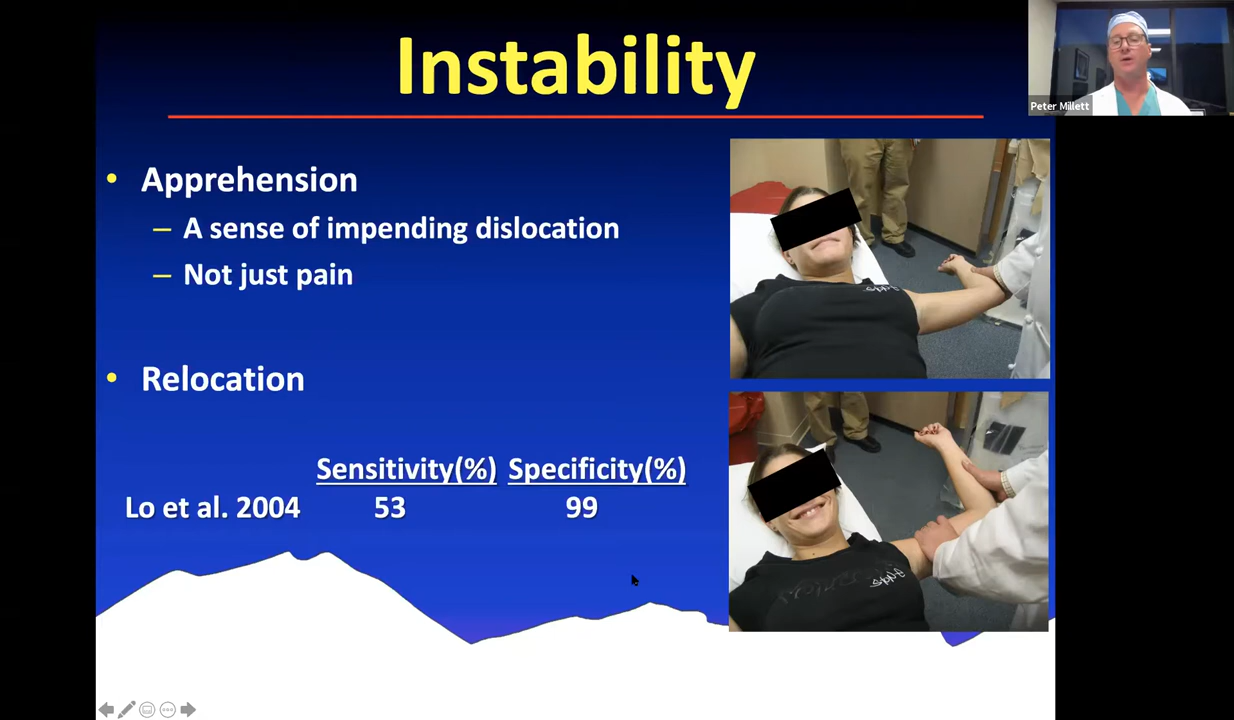 Instability
Peter Millett
• Apprehension
– A sense of impending dislocation
– Not just pain
• Relocation
Sensitivity(%) Specificity(%)
Lo et al. 2004 53 99